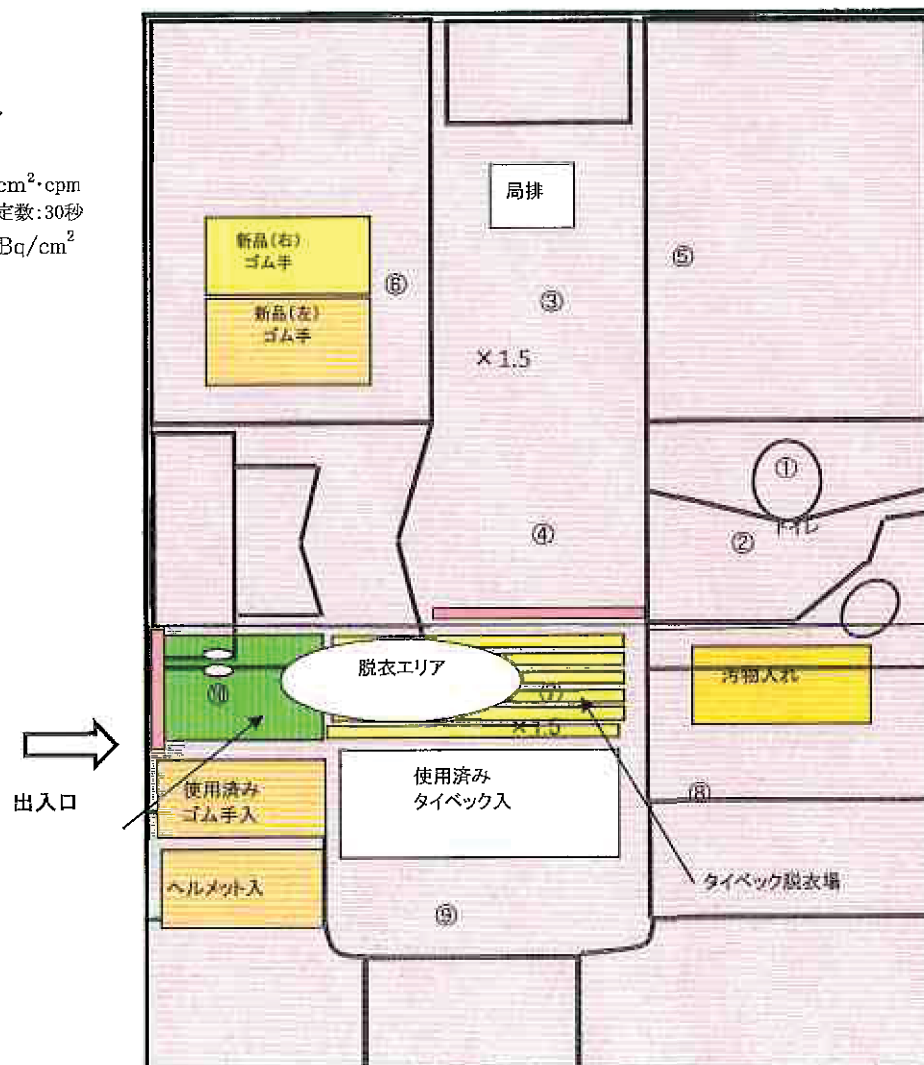 cm²・cpm
定数:30秒
Bq/cm²
局排
新品(右)
ゴム手
⑥
⑤
③
新品(左)
ゴム手
×1.5
①
トイレ
④
②
脱衣エリア
汚物入れ
⑩
⑦
×1.5
出入口
使用済み
ゴム手入
使用済み
タイベック入
⑧
ヘルメット入
タイベック脱衣場
⑨